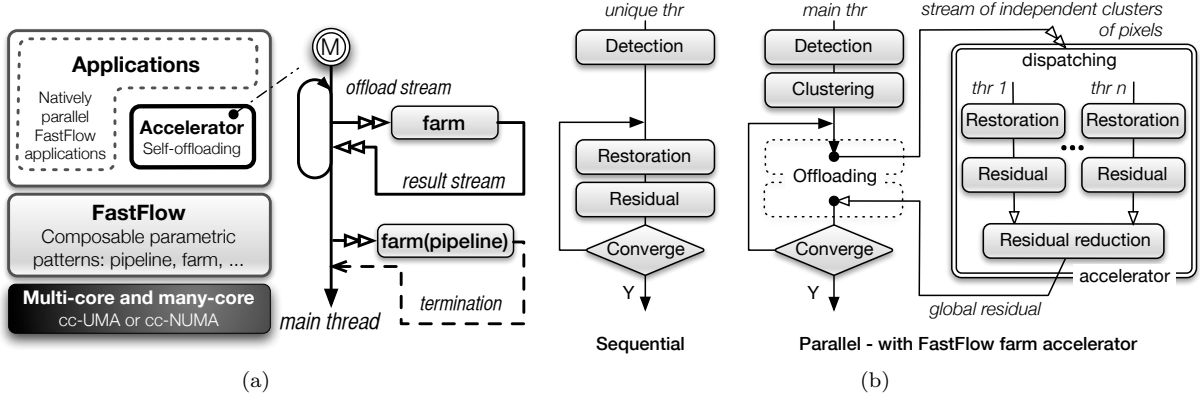 Applications
Natively
parallel
FastFlow
applications
Accelerator
Self-offloading
FastFlow
Composable parametric
patterns: pipeline, farm, ...
Multi-core and many-core
cc-UMA or cc-NUMA
M
offload stream
farm
result stream
farm(pipeline)
termination
main thread
(a)
unique thr
Detection
Restoration
Residual
Converge
Y
Sequential
main thr
Detection
Clustering
Offloading
Converge
Y
stream of independent clusters
of pixels
dispatching
thr 1
thr n
Restoration
Restoration
...
Residual
Residual
Residual reduction
accelerator
global residual
Parallel - with FastFlow farm accelerator
(b)